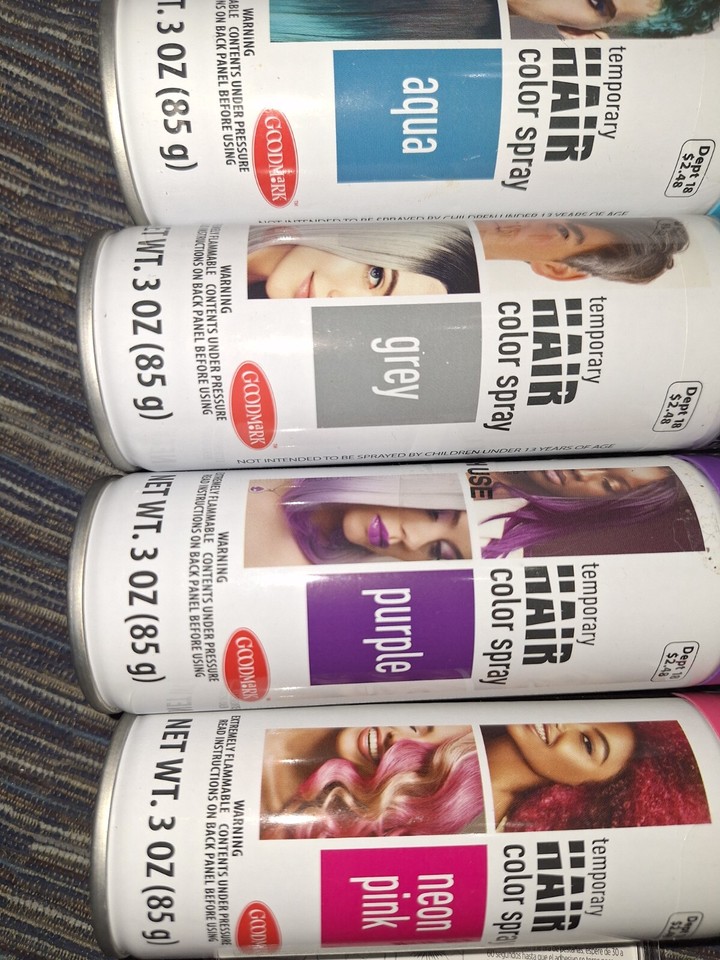 temporary
HAIR
color spray
Dept 18
$2.48
aqua
GOODMARK
WARNING
CONTENTS UNDER PRESSURE
ON BACK PANEL BEFORE USING
T. 3 OZ (85 g)
NOT INTENDED TO BE SPRAYED BY CHILDREN UNDER 13 YEARS OF AGE
temporary
HAIR
color spray
Dept 18
$2.48
grey
GOODMARK
WARNING
FLAMMABLE CONTENTS UNDER PRESSURE
INSTRUCTIONS ON BACK PANEL BEFORE USING
ET WT. 3 OZ (85 g)
NOT INTENDED TO BE SPRAYED BY CHILDREN UNDER 13 YEARS OF AGE
USE
temporary
HAIR
color spray
Dept 18
$2.48
purple
GOODMARK
WARNING
EXTREMELY FLAMMABLE CONTENTS UNDER PRESSURE
READ INSTRUCTIONS ON BACK PANEL BEFORE USING
NET WT. 3 OZ (85 g)
temporary
HAIR
color spra
Dept
neon
pink
GOODMA
WARNING
EXTREMELY FLAMMABLE CONTENTS UNDER PRESSURE
READ INSTRUCTIONS ON BACK PANEL BEFORE USING
NET WT. 3 OZ (85 g)